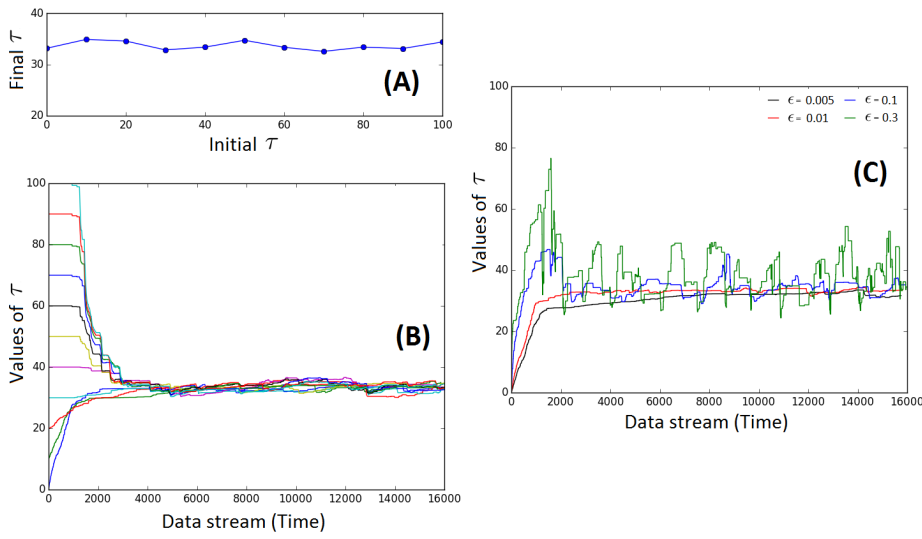 40
30
20
Final τ
(A)
0 20 40 60 80 100
Initial τ
100
80
60
40
20
0
Values of τ
(B)
0 2000 4000 6000 8000 10000 12000 14000 16000
Data stream (Time)
100
80
60
40
20
0
Values of τ
ϵ = 0.005 ϵ – 0.1
ϵ = 0.01 ϵ – 0.3
(C)
0 2000 4000 6000 8000 10000 12000 14000 16000
Data stream (Time)